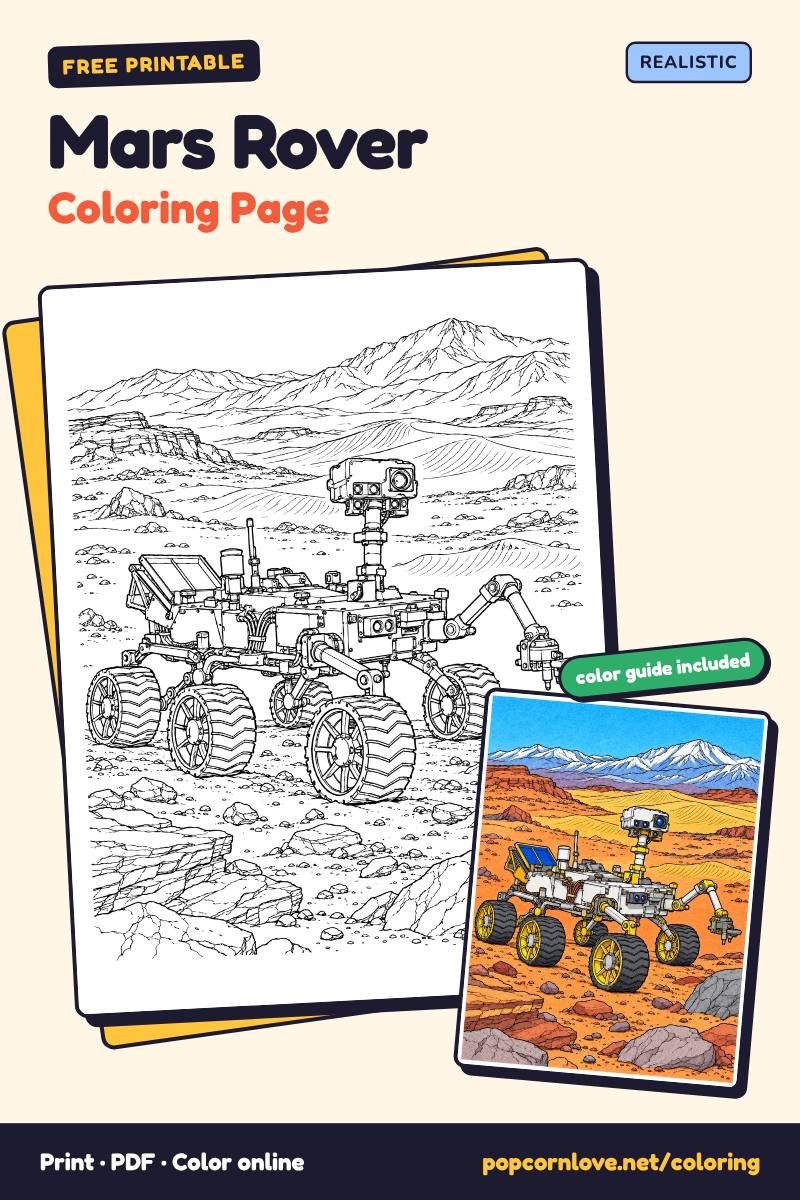 FREE PRINTABLE
REALISTIC
Mars Rover
Coloring Page
color guide included
Print · PDF · Color online
popcornlove.net/coloring